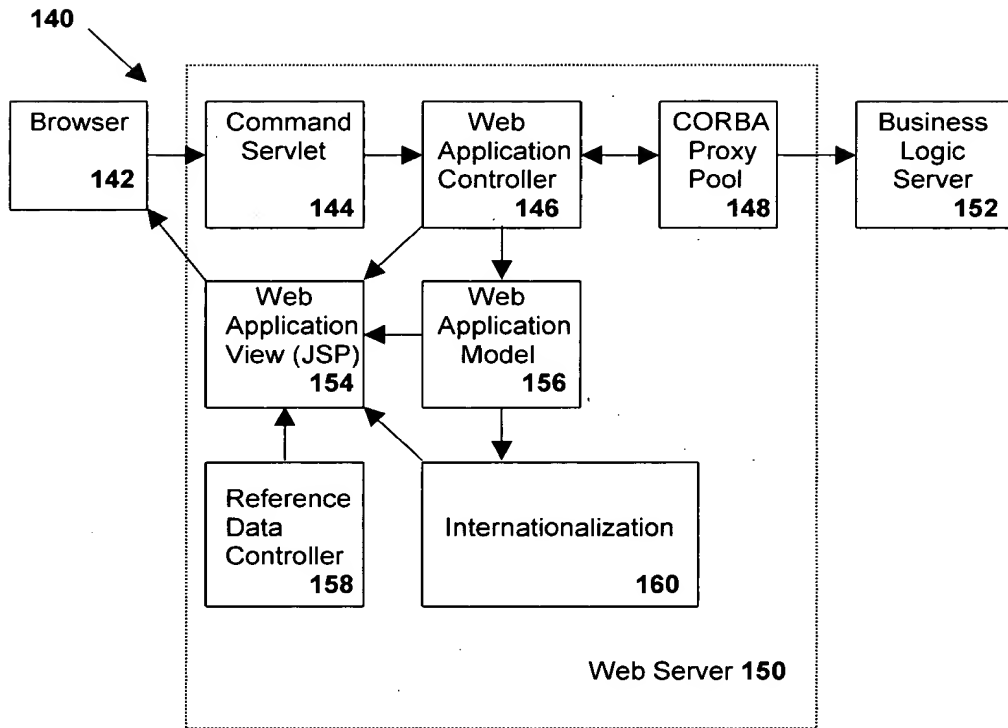 140
Browser
142
Command
Servlet
144
Web
Application
Controller
146
CORBA
Proxy
Pool
148
Business
Logic
Server
152
Web
Application
View (JSP)
154
Web
Application
Model
156
Reference
Data
Controller
158
Internationalization
160
Web Server 150